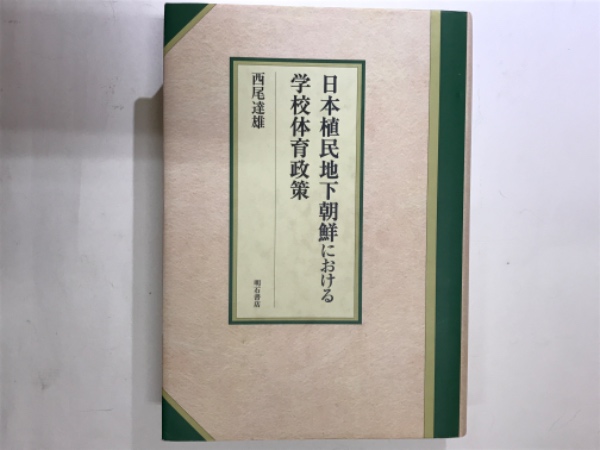 日本植民地下朝鮮における
学校体育政策
西尾達雄
明石書店